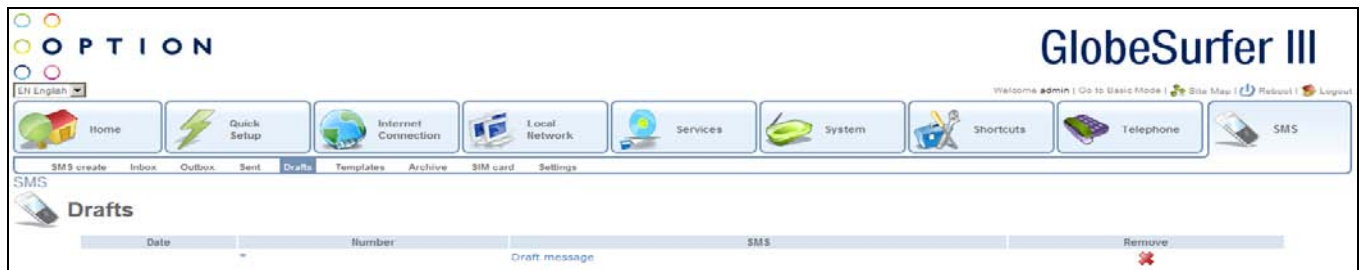 OPTION
GlobeSurfer III
EN English
Welcome admin | Go to Basic Mode | Site Map | Reboot | Logout
Home
Quick Setup
Internet Connection
Local Network
Services
System
Shortcuts
Telephone
SMS
SMS create Inbox Outbox Sent Drafts Templates Archive SIM card Settings
SMS
Drafts
Date Number SMS Remove
Draft message